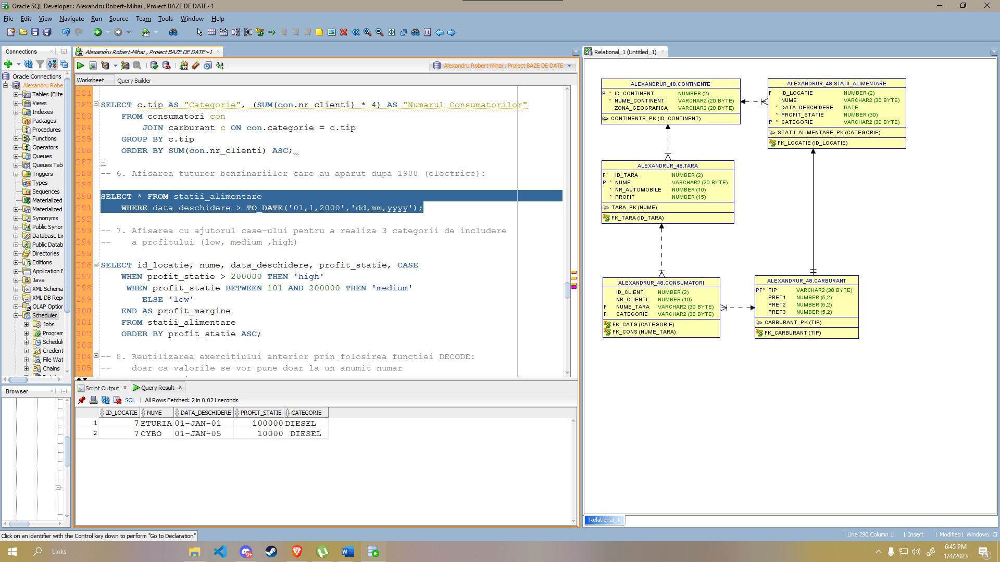 Oracle SQL Developer : Alexandru Robert-Mihai , Proiect BAZE DE DATE~1
File Edit View Navigate Run Source Team Tools Window Help
Connections
Oracle Connections
Alexandru Robe
Tables (Filte
Views
Indexes
Packages
Procedures
Functions
Operators
Queues
Queues Tab
Triggers
Types
Sequences
Materialized
Materialized
Synonyms
Public Synon
Database Lin
Public Datab
Directories
Editions
Application E
Java
XML Schema
XML DB Repo
OLAP Option
Scheduler
Jobs
Program
Schedul
Credent
File Wat
Chains
Browser
Alexandru Robert-Mihai , Proiect BAZE DE DATE~1
Alexandru Robert-Mihai , Proiect BAZE DE DATE
Worksheet Query Builder
281
282 SELECT c.tip AS "Categorie", (SUM(con.nr_clienti) * 4) AS "Numarul Consumatorilor"
283 FROM consumatori con
284 JOIN carburant c ON con.categorie = c.tip
285 GROUP BY c.tip
286 ORDER BY SUM(con.nr_clienti) ASC;
287 -
288 -- 6. Afisarea tuturor benzinariilor care au aparut dupa 1988 (electrice):
289
290 SELECT * FROM statii_alimentare
291 WHERE data_deschidere > TO_DATE('01,1,2000','dd,mm,yyyy');
292
293 -- 7. Afisarea cu ajutorul case-ului pentru a realiza 3 categorii de includere
294 -- a profitului (low, medium ,high)
295
296 SELECT id_locatie, nume, data_deschidere, profit_statie, CASE
297 WHEN profit_statie > 200000 THEN 'high'
298 WHEN profit_statie BETWEEN 101 AND 200000 THEN 'medium'
299 ELSE 'low'
300 END AS profit_margine
301 FROM statii_alimentare
302 ORDER BY profit_statie ASC;
303
304 -- 8. Reutilizarea exercitiului anterior prin folosirea functiei DECODE:
305 -- doar ca valorile se vor pune doar la un anumit numar
Script Output x Query Result x
SQL | All Rows Fetched: 2 in 0.021 seconds
ID_LOCATIE NUME DATA_DESCHIDERE PROFIT_STATIE CATEGORIE
1 7 ETURIA 01-JAN-01 100000 DIESEL
2 7 CYBO 01-JAN-05 10000 DIESEL
Relational_1 (Untitled_1)
ALEXANDRUR_48.CONTINENTE
P * ID_CONTINENT NUMBER (2)
* NUME_CONTINENT VARCHAR2 (20 BYTE)
ZONA_GEOGRAFICA VARCHAR2 (20 BYTE)
CONTINENTE_PK (ID_CONTINENT)
ALEXANDRUR_48.STATII_ALIMENTARE
F ID_LOCATIE NUMBER (2)
NUME VARCHAR2 (30 BYTE)
* DATA_DESCHIDERE DATE
* PROFIT_STATIE NUMBER (30)
P * CATEGORIE VARCHAR2 (30 BYTE)
STATII_ALIMENTARE_PK (CATEGORIE)
FK_LOCATIE (ID_LOCATIE)
ALEXANDRUR_48.TARA
F ID_TARA NUMBER (2)
P * NUME VARCHAR2 (20 BYTE)
* NR_AUTOMOBILE NUMBER (10)
* PROFIT NUMBER (15)
TARA_PK (NUME)
FK_TARA (ID_TARA)
ALEXANDRUR_48.CONSUMATORI
ID_CLIENT NUMBER (2)
NR_CLIENTI NUMBER (10)
F NUME_TARA VARCHAR2 (30 BYTE)
F CATEGORIE VARCHAR2 (30 BYTE)
FK_CATG (CATEGORIE)
FK_CONS (NUME_TARA)
ALEXANDRUR_48.CARBURANT
PF* TIP VARCHAR2 (30 BYTE)
PRET1 NUMBER (5,2)
PRET2 NUMBER (5,2)
PRET3 NUMBER (5,2)
CARBURANT_PK (TIP)
FK_CARBURANT (TIP)
Relational_1
Click on an identifier with the Control key down to perform "Go to Declaration"
| Line 290 Column 1 | Insert | Modified | Windows: CR
Links
9+
6:45 PM
1/4/2023
5